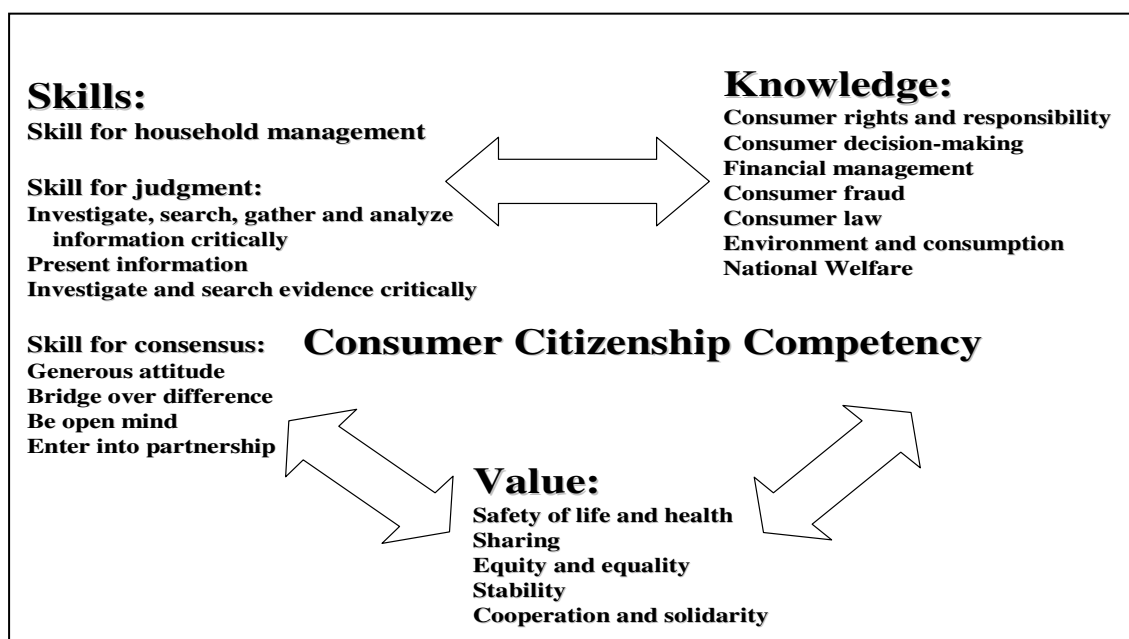 Skills:
Skill for household management
Skill for judgment:
Investigate, search, gather and analyze
information critically
Present information
Investigate and search evidence critically
Skill for consensus:
Generous attitude
Bridge over difference
Be open mind
Enter into partnership
Knowledge:
Consumer rights and responsibility
Consumer decision-making
Financial management
Consumer fraud
Consumer law
Environment and consumption
National Welfare
Consumer Citizenship Competency
Value:
Safety of life and health
Sharing
Equity and equality
Stability
Cooperation and solidarity